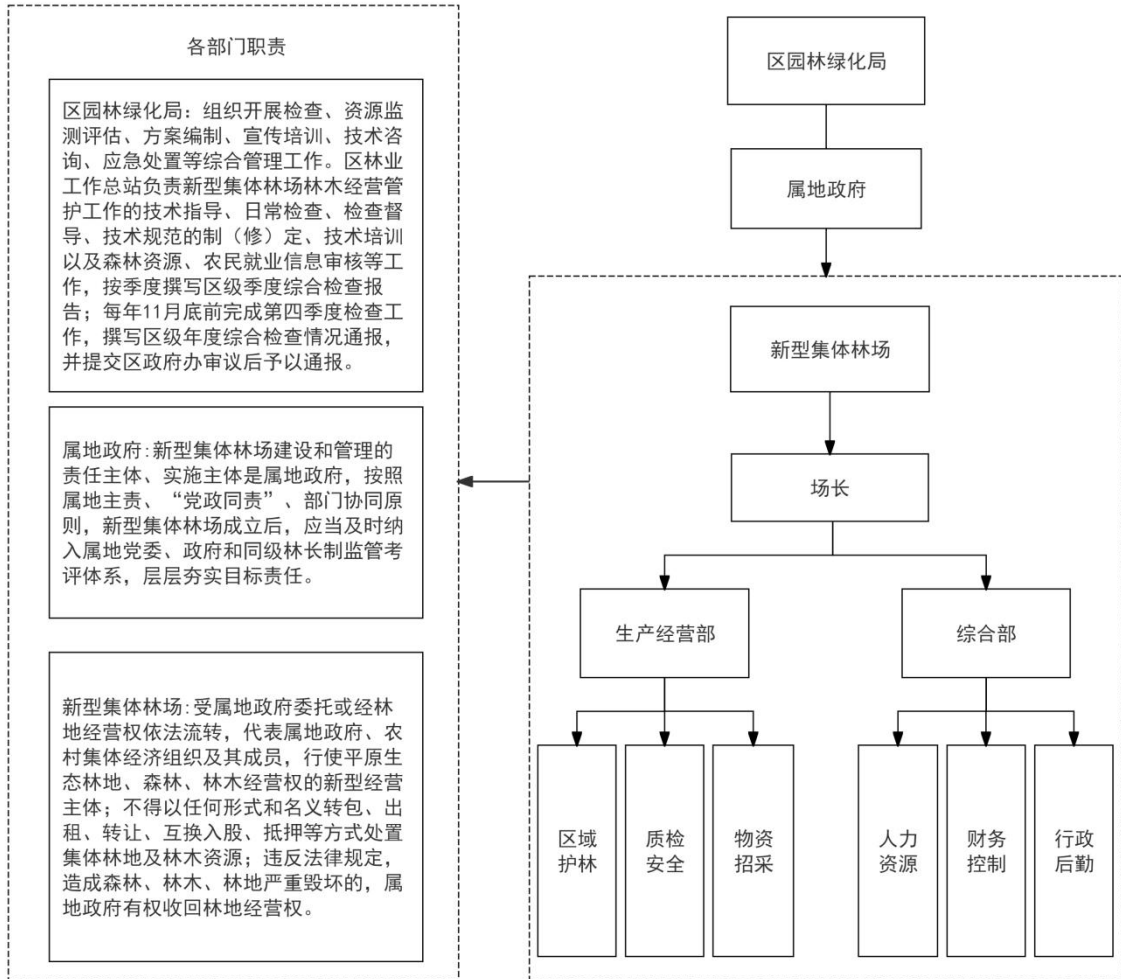 各部门职责
区园林绿化局：组织开展检查、资源监
测评估、方案编制、宣传培训、技术咨
询、应急处置等综合管理工作。区林业
工作总站负责新型集体林场林木经营管
护工作的技术指导、日常检查、检查督
导、技术规范的制（修）定、技术培训
以及森林资源、农民就业信息审核等工
作，按季度撰写区级季度综合检查报
告；每年11月底前完成第四季度检查工
作，撰写区级年度综合检查情况通报，
并提交区政府办审议后予以通报。
属地政府:新型集体林场建设和管理的
责任主体、实施主体是属地政府，按照
属地主责、“党政同责”、部门协同原
则，新型集体林场成立后，应当及时纳
入属地党委、政府和同级林长制监管考
评体系，层层夯实目标责任。
新型集体林场:受属地政府委托或经林
地经营权依法流转，代表属地政府、农
村集体经济组织及其成员，行使平原生
态林地、森林、林木经营权的新型经营
主体；不得以任何形式和名义转包、出
租、转让、互换入股、抵押等方式处置
集体林地及林木资源；违反法律规定，
造成森林、林木、林地严重毁坏的，属
地政府有权收回林地经营权。
区园林绿化局
属地政府
新型集体林场
场长
生产经营部
综合部
区域
护林
质检
安全
物资
招采
人力
资源
财务
控制
行政
后勤